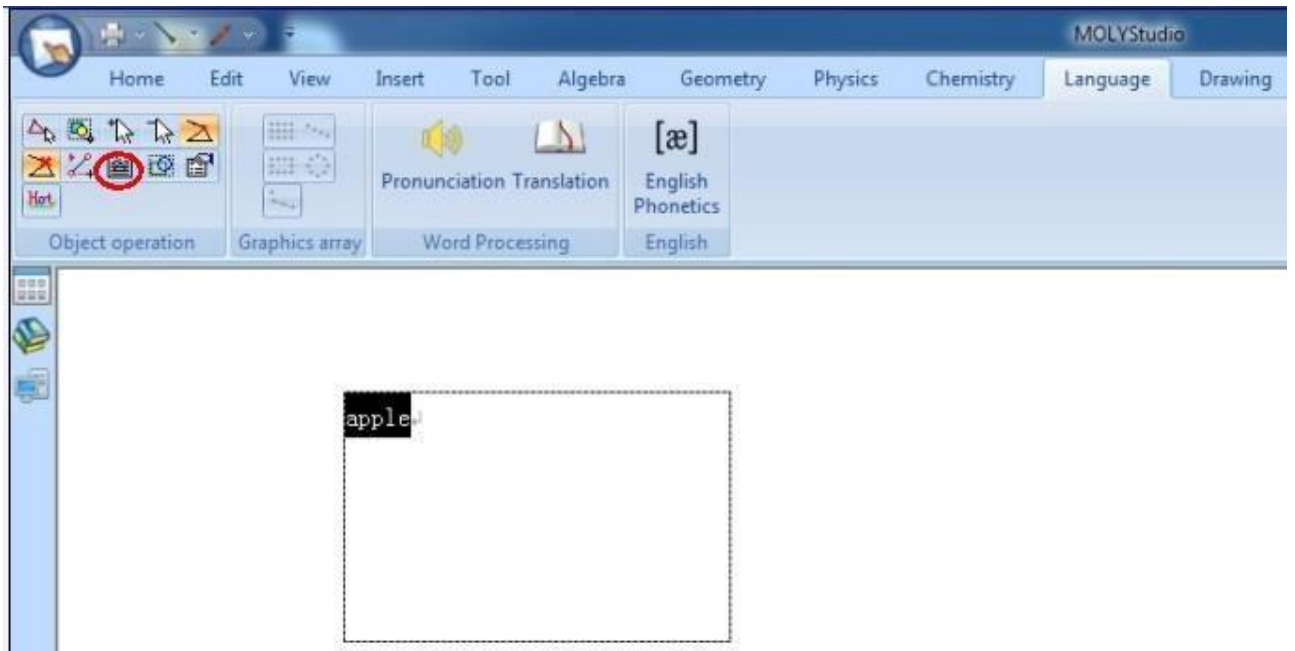 MOLYStudio
Home Edit View Insert Tool Algebra Geometry Physics Chemistry Language Drawing
[æ]
Pronunciation Translation English
Phonetics
Hot
Object operation Graphics array Word Processing English
apple